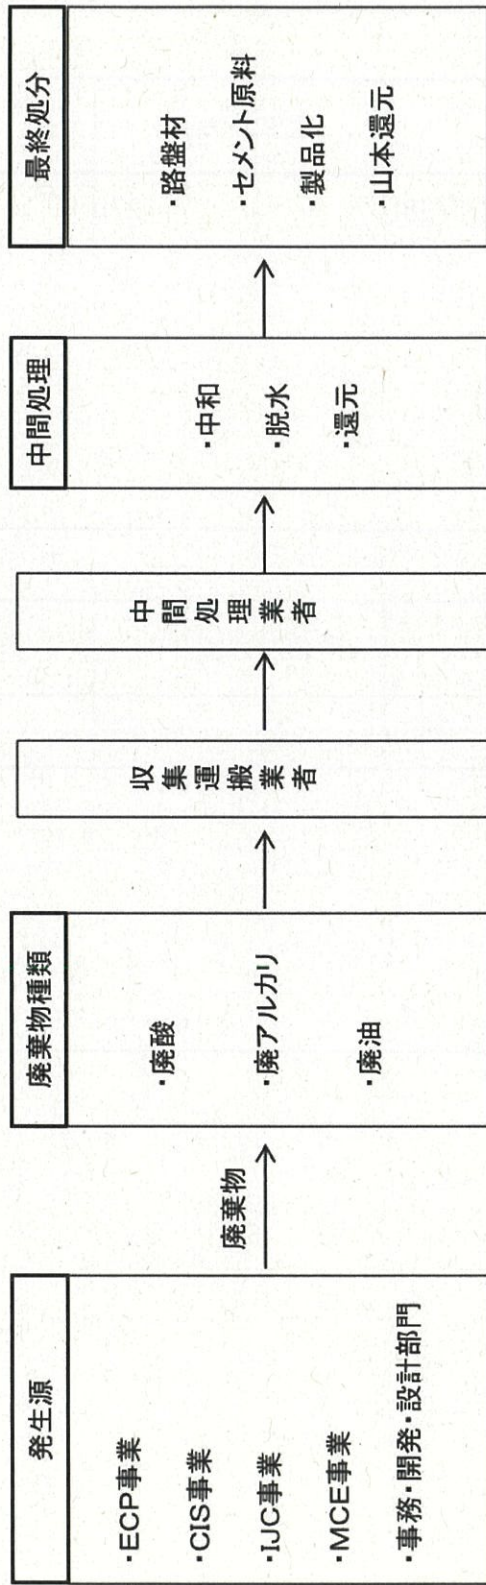 発生源
・ECP事業
・CIS事業
・IJC事業
・MCE事業
・事務・開発・設計部門
廃棄物
廃棄物種類
・廃酸
・廃アルカリ
・廃油
収集運搬業者
中間処理業者
中間処理
・中和
・脱水
・還元
最終処分
・路盤材
・セメント原料
・製品化
・山本還元